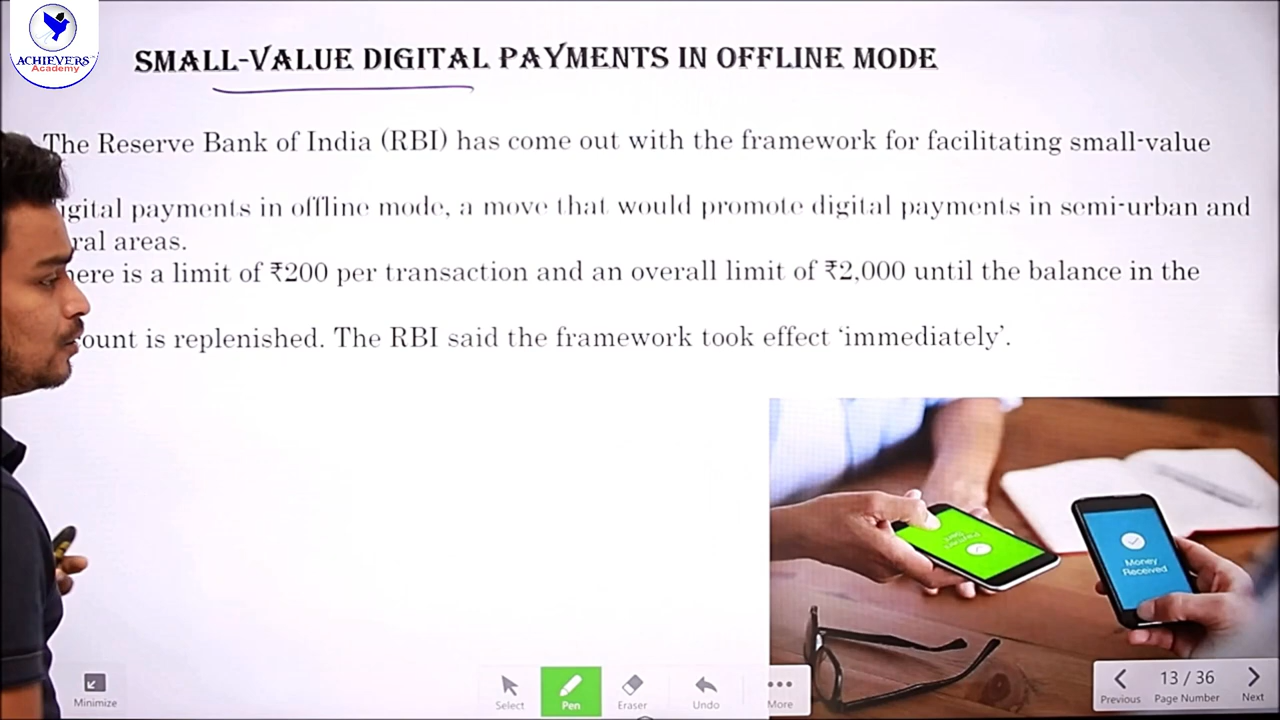 ACHIEVERS
Academy
SMALL-VALUE DIGITAL PAYMENTS IN OFFLINE MODE
The Reserve Bank of India (RBI) has come out with the framework for facilitating small-value
payments in offline mode, a move that would promote digital payments in semi-urban and
areas.
is a limit of ₹200 per transaction and an overall limit of ₹2,000 until the balance in the
is replenished. The RBI said the framework took effect ‘immediately’.
Money
Received
Minimize
Select
Pen
Eraser
Undo
More
Previous
13 / 36
Page Number
Next